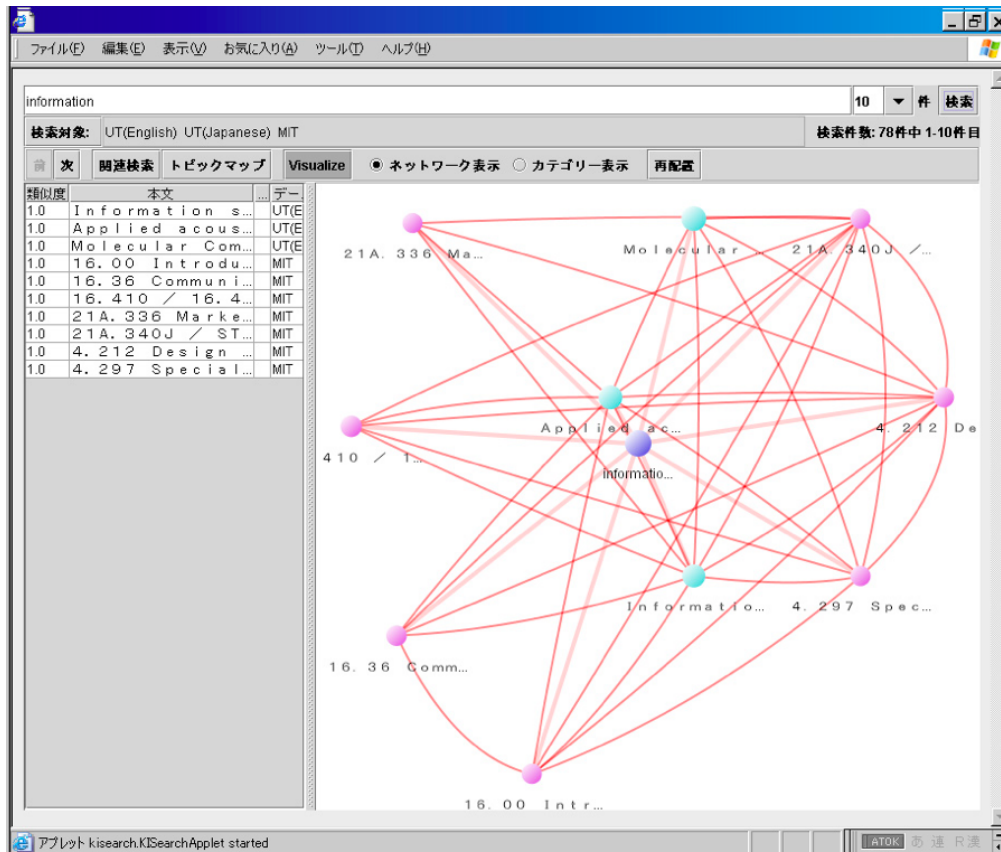 ファイル(F) 編集(E) 表示(V) お気に入り(A) ツール(T) ヘルプ(H)
information 10 件 検索
検索対象: UT(English) UT(Japanese) MIT 検索件数: 78件中 1-10件目
前 次 関連検索 トピックマップ Visualize ネットワーク表示 カテゴリー表示 再配置
類似度 本文 ... デー...
1.0 Information s... UT(E
1.0 Applied acous... UT(E
1.0 Molecular Com... UT(E
1.0 16.00 Introdu... MIT
1.0 16.36 Communi... MIT
1.0 16.410 / 16.4... MIT
1.0 21A.336 Marke... MIT
1.0 21A.340J / ST... MIT
1.0 4.212 Design ... MIT
1.0 4.297 Special... MIT
21A.336 Ma...
Molecular ...
21A.340J /...
Applied ac...
4.212 De
410 / 1...
informatio...
Informatio...
4.297 Spec...
16.36 Comm...
16.00 Intr...
アプレット kisearch.KISearchApplet started
ATOK あ 連 R漢